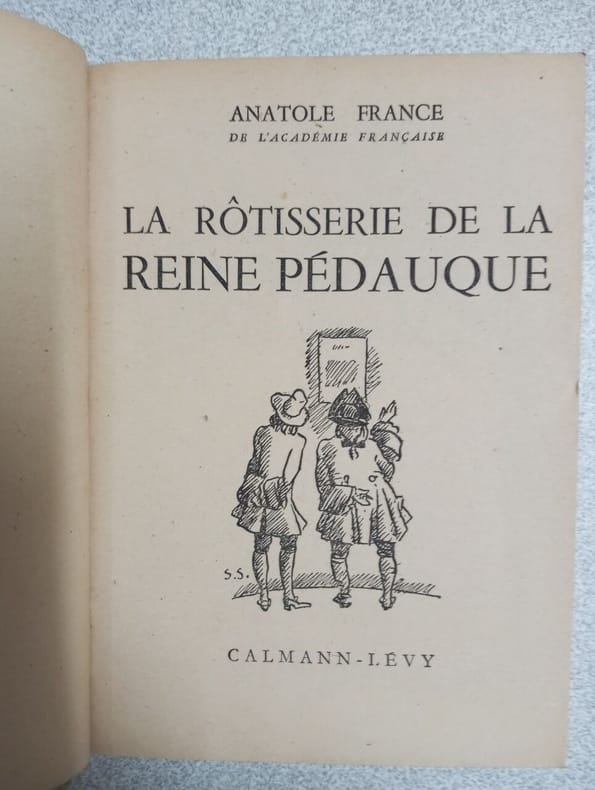 ANATOLE FRANCE
DE L'ACADÉMIE FRANÇAISE
LA RÔTISSERIE DE LA
REINE PÉDAUQUE
S.S.
CALMANN-LÉVY